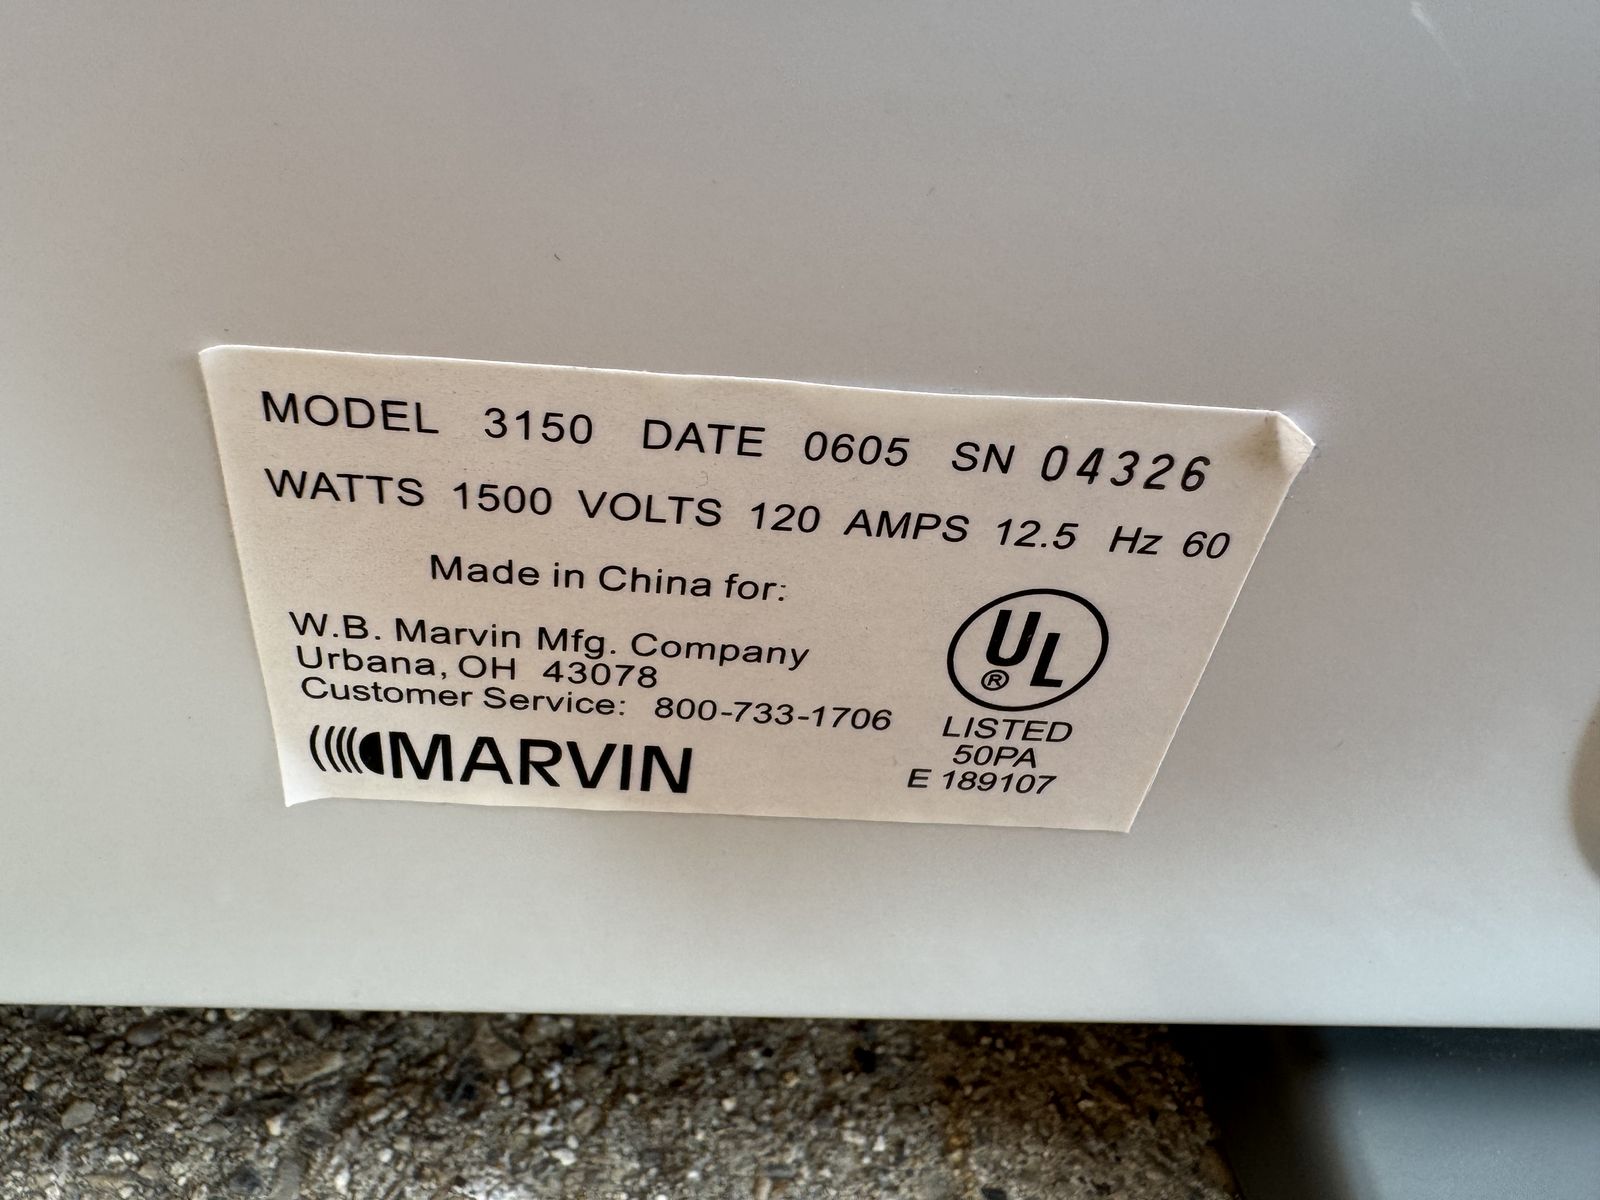 MODEL 3150 DATE 0605 SN 04326
WATTS 1500 VOLTS 120 AMPS 12.5 Hz 60
Made in China for:
W.B. Marvin Mfg. Company
Urbana, OH 43078
Customer Service: 800-733-1706
MARVIN
UL
®
LISTED
50PA
E 189107